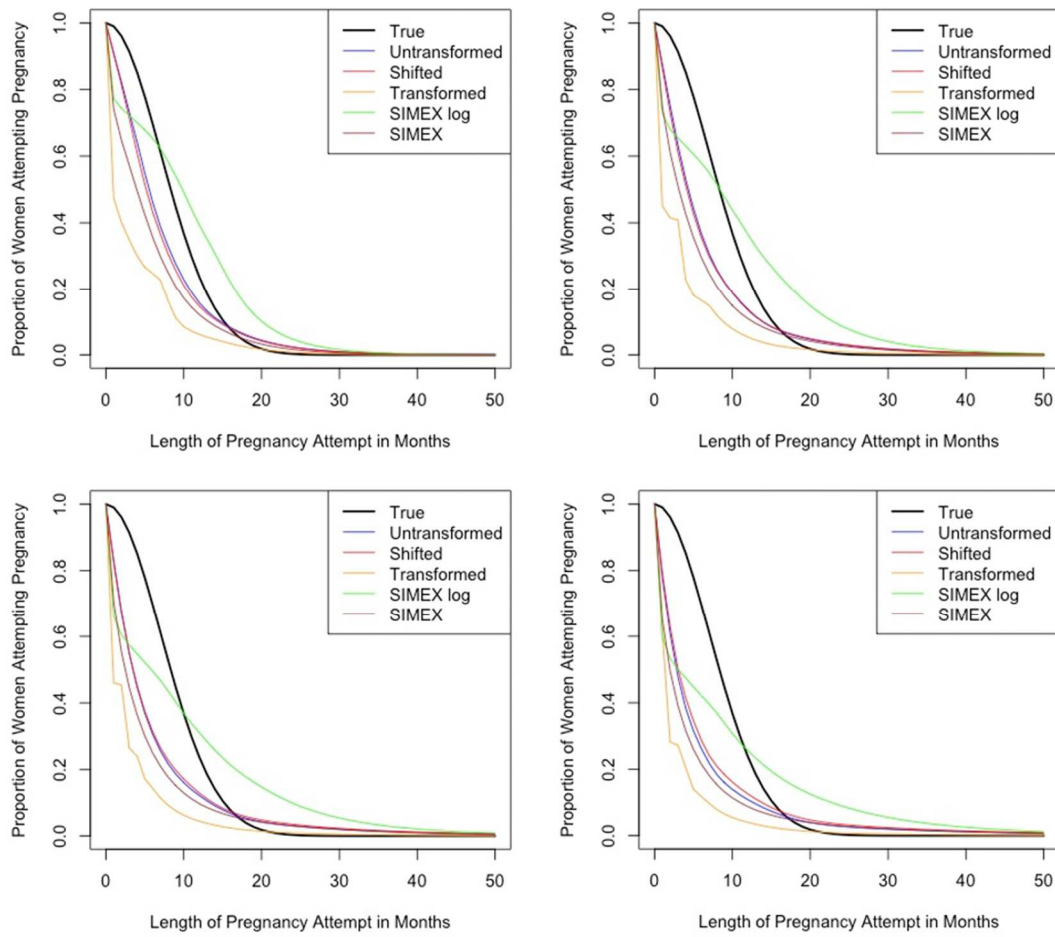 Proportion of Women Attempting Pregnancy
1.0
0.8
0.6
0.4
0.2
0.0
True
Untransformed
Shifted
Transformed
SIMEX log
SIMEX
0 10 20 30 40 50
Length of Pregnancy Attempt in Months
Proportion of Women Attempting Pregnancy
1.0
0.8
0.6
0.4
0.2
0.0
True
Untransformed
Shifted
Transformed
SIMEX log
SIMEX
0 10 20 30 40 50
Length of Pregnancy Attempt in Months
Proportion of Women Attempting Pregnancy
1.0
0.8
0.6
0.4
0.2
0.0
True
Untransformed
Shifted
Transformed
SIMEX log
SIMEX
0 10 20 30 40 50
Length of Pregnancy Attempt in Months
Proportion of Women Attempting Pregnancy
1.0
0.8
0.6
0.4
0.2
0.0
True
Untransformed
Shifted
Transformed
SIMEX log
SIMEX
0 10 20 30 40 50
Length of Pregnancy Attempt in Months